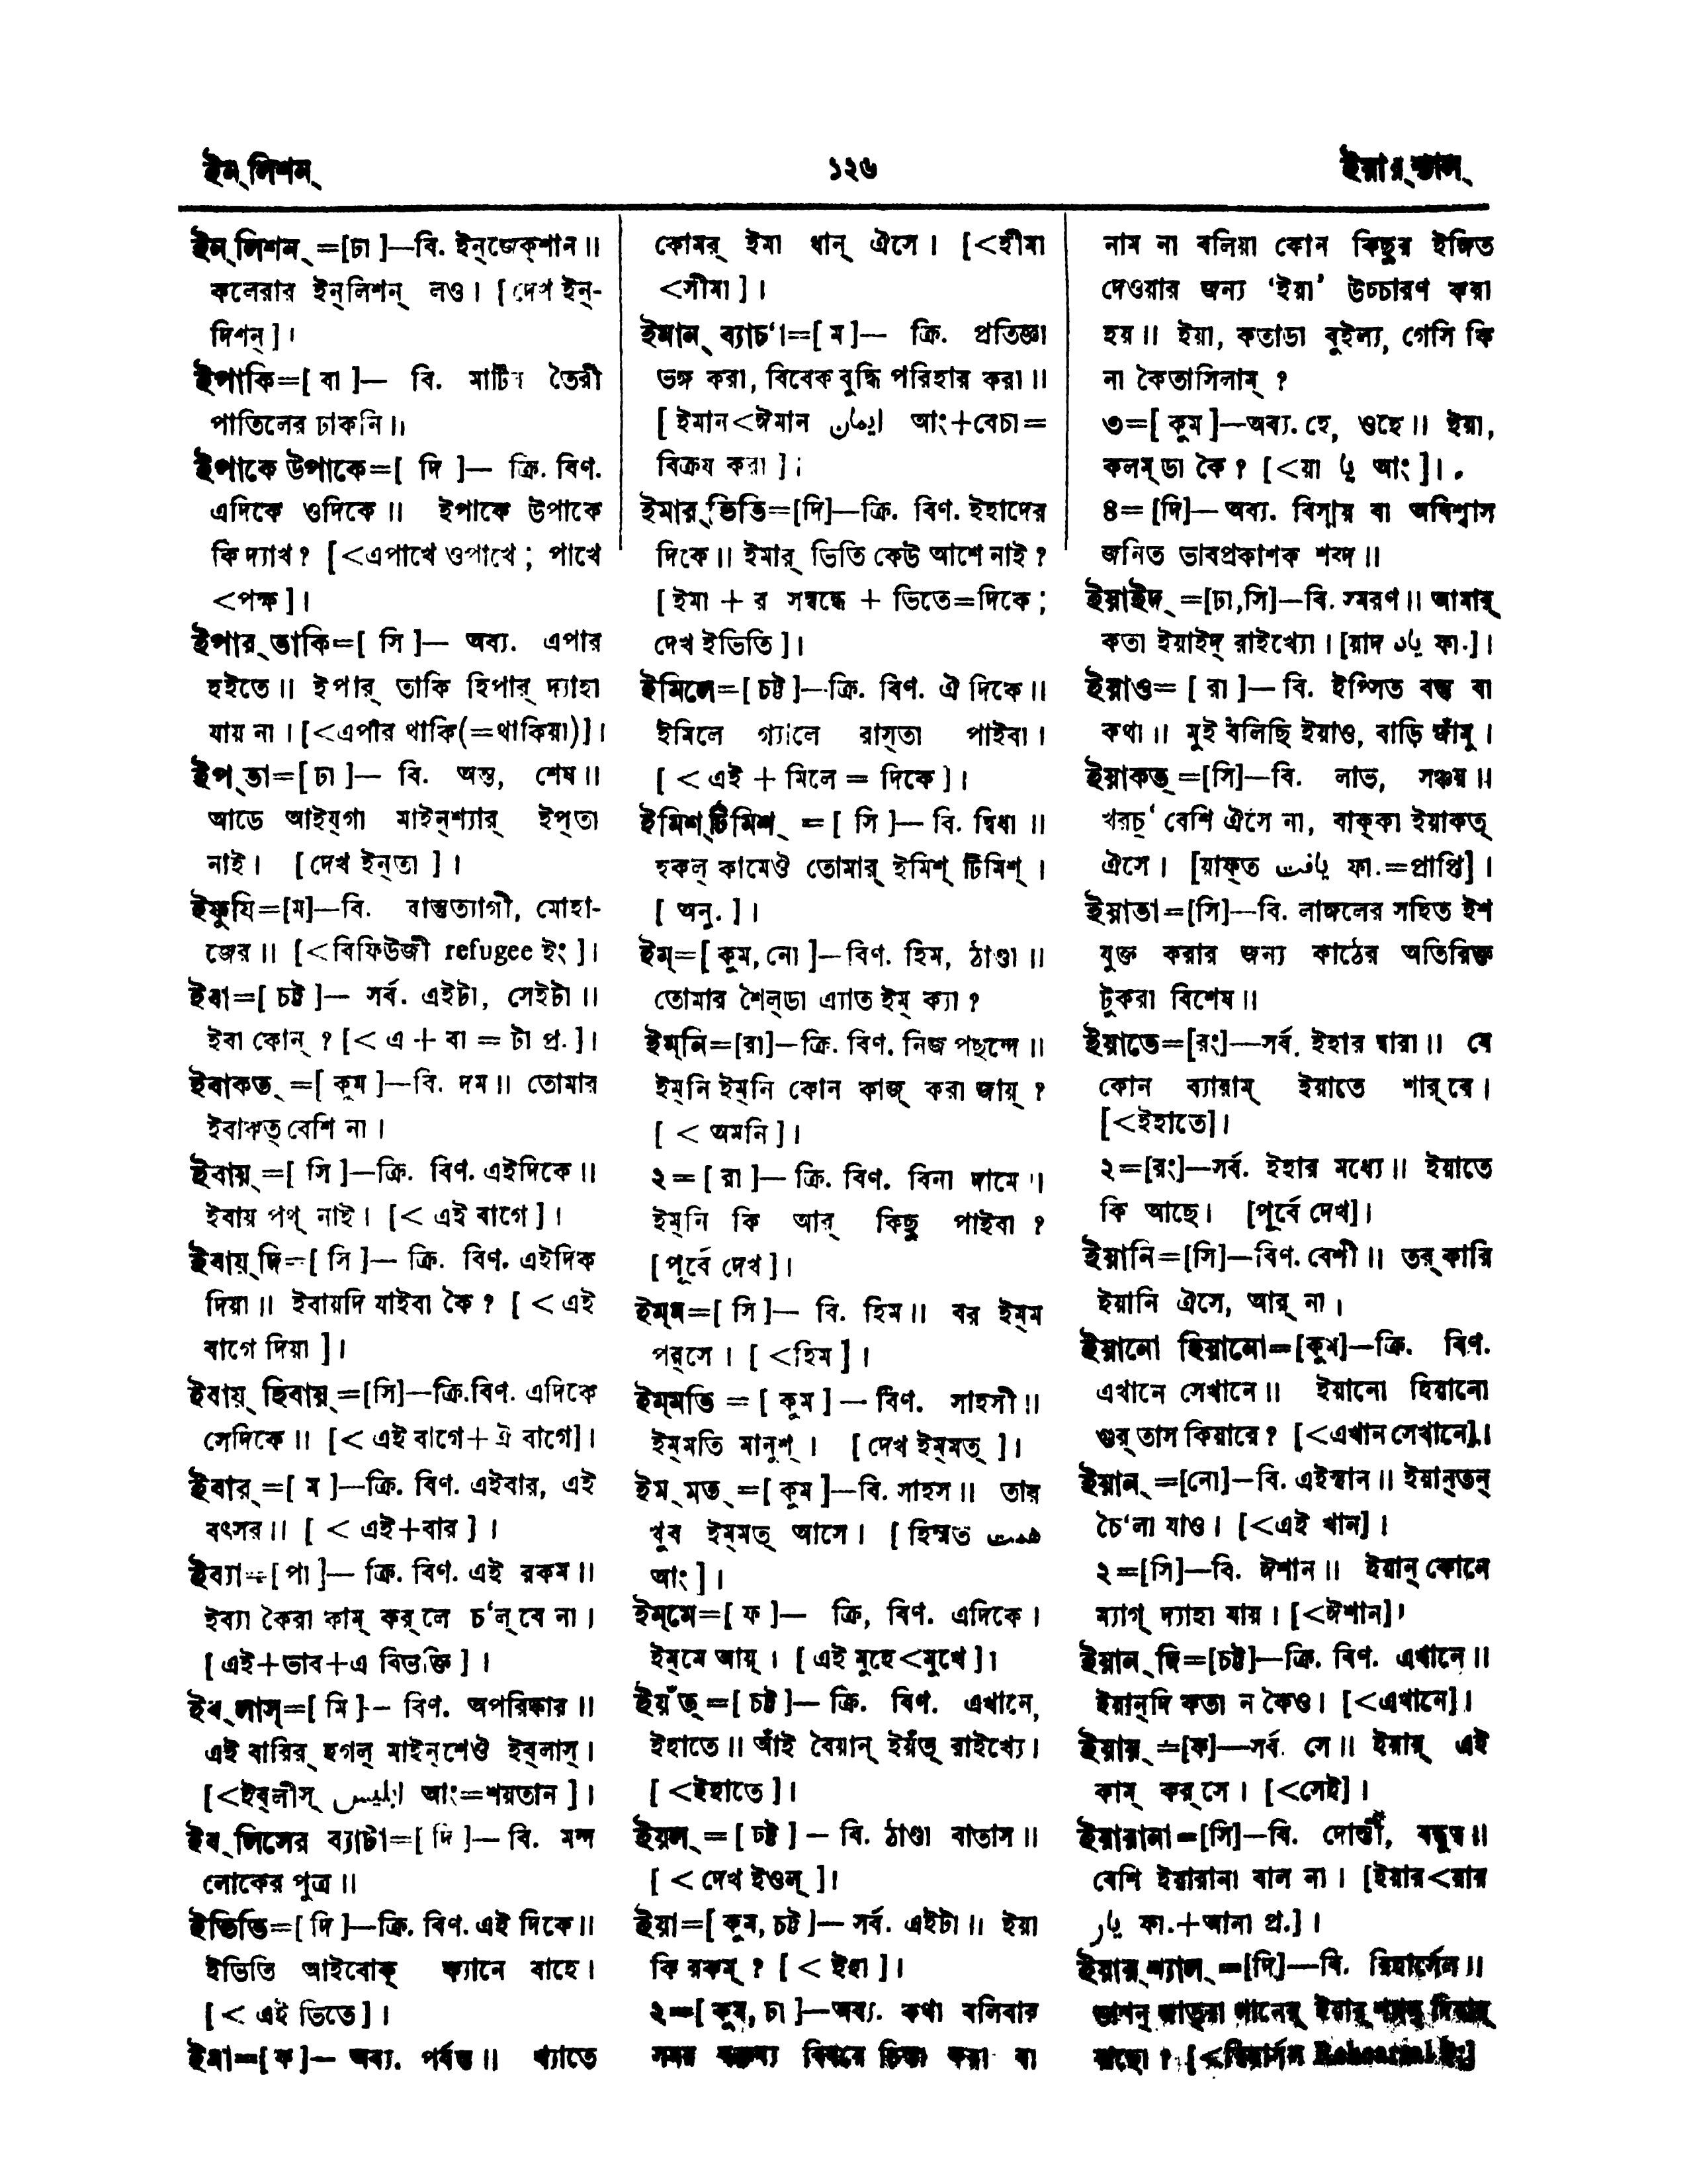 ইন্‌লিশন্
১২৬
ইয়ার্‌শ্যাল্
ইন্‌লিশন্ =[ঢা]—বি. ইন্‌জেক্‌শান॥
কলেরার ইন্‌লিশন্ লও। [দেখ ইন্-
দিশন্]।
ইপাকি=[বা]— বি. মাটির তৈরী
পাতিলের ঢাকনি॥
ইপাকে উপাকে=[দি]— ক্রি. বিণ.
এদিকে ওদিকে॥ ইপাকে উপাকে
কি দ্যাখ? [<এপাখে ওপাখে; পাখে
<পক্ষ]।
ইপার্‌তাকি=[সি]— অব্য. এপার
হইতে॥ ইপার্ তাকি হিপার্ দ্যাহা
যায় না। [<এপার থাকি(=থাকিয়া)]।
ইপ্‌তা=[ঢা]— বি. অন্ত, শেষ॥
আডে আইয্‌গা মাইন্‌শ্যার্ ইপ্‌তা
নাই। [দেখ ইন্‌তা]।
ইফুযি=[ম]—বি. বাস্তুত্যাগী, মোহা-
জের॥ [<রিফিউজী refugee ইং]।
ইবা=[চট্ট]— সর্ব. এইটা, সেইটা॥
ইবা কোন্? [< এ + বা = টা প্র.]।
ইবাকত্ =[কুম]—বি. দম॥ তোমার
ইবাকত্ বেশি না।
ইবায়্ =[সি]—ক্রি. বিণ. এইদিকে॥
ইবায় পথ্ নাই। [< এই বাগে]।
ইবায়্‌দি=[সি]— ক্রি. বিণ. এইদিক
দিয়া॥ ইবায়দি যাইবা কৈ? [< এই
বাগে দিয়া]।
ইবায়্ হিবায়্ =[সি]—ক্রি.বিণ. এদিকে
সেদিকে॥ [< এই বাগে+ঐ বাগে]।
ইবার্ =[ম]—ক্রি. বিণ. এইবার, এই
বৎসর॥ [< এই+বার]।
ইব্যা=[পা]— ক্রি. বিণ. এই রকম॥
ইব্যা কৈরা কাম্ কর্‌লে চ'ল্‌বে না।
[এই+ভাব+এ বিভক্তি]।
ইব্‌লাস্=[মি]- বিণ. অপরিষ্কার॥
এই বারির্ হগল্ মাইন্‌শেঔ ইব্‌লাস্।
[<ইব্‌লীস্ ابليس আং=শয়তান]।
ইব্‌লিসের ব্যাটা=[দি]— বি. মন্দ
লোকের পুত্র॥
ইভিতি=[দি]—ক্রি. বিণ. এই দিকে॥
ইভিতি আইবোক্ ক্যানে বাহে।
[< এই ভিতে]।
ইমা=[ফ]— অব্য. পর্যন্ত॥ খ্যাতে
কোমর্ ইমা ধান্ ঐসে। [<হীমা
<সীমা]।
ইমান্ ব্যাচ'া=[ম]— ক্রি. প্রতিজ্ঞা
ভঙ্গ করা, বিবেক বুদ্ধি পরিহার করা॥
[ইমান<ঈমান ايمان আং+বেচা=
বিক্রয় করা]।
ইমার্‌ভিতি=[দি]—ক্রি. বিণ. ইহাদের
দিকে॥ ইমার্ ভিতি কেউ আশে নাই?
[ইমা + র সম্বন্ধে + ভিতে=দিকে;
দেখ ইভিতি]।
ইমিলে=[চট্ট]—ক্রি. বিণ. ঐ দিকে॥
ইমিলে গ্যালে রাস্‌তা পাইবা।
[< এই + মিলে = দিকে]।
ইমিশ্‌টিমিশ্ =[সি]— বি. দ্বিধা॥
হকল্ কামেঔ তোমার্ ইমিশ্ টিমিশ্।
[অনু.]।
ইম্=[কুম, নো]—বিণ. হিম, ঠাণ্ডা॥
তোমার শৈল্‌ডা এ্যাত ইম্ ক্যা?
ইম্‌নি=[রা]—ক্রি. বিণ. নিজ পছন্দে॥
ইম্‌নি ইম্‌নি কোন কাজ্ করা জায়্?
[< অমনি]।
২=[রা]— ক্রি. বিণ. বিনা দামে।
ইম্‌নি কি আর্ কিছু পাইবা?
[পূর্বে দেখ]।
ইম্‌ম=[সি]— বি. হিম॥ বর ইম্‌ম
পর্‌সে। [<হিম]।
ইম্‌মতি =[কুম]— বিণ. সাহসী॥
ইম্‌মতি মানুশ্। [দেখ ইম্‌মত্]।
ইম্‌মত্ =[কুম]—বি. সাহস॥ তার
খুব ইম্‌মত্ আসে। [হিম্মত همت
আং]।
ইম্‌মে=[ফ]— ক্রি, বিণ. এদিকে।
ইম্‌মে আয়্। [এই মুহে<মুখে]।
ইয়ঁত্ =[চট্ট]— ক্রি. বিণ. এখানে,
ইহাতে॥ আঁই বৈয়ান্ ইয়ঁত্ রাইখ্যে।
[<ইহাতে]।
ইয়ল্ =[চট্ট]— বি. ঠাণ্ডা বাতাস॥
[< দেখ ইওল্]।
ইয়া=[কুম, চট্ট]— সর্ব. এইটা॥ ইয়া
কি রকম্? [< ইহা]।
২=[কুম, ঢা]—অব্য. কথা বলিবার
সময় বক্তব্য বিষয়ে চিন্তা করা বা
নাম না বলিয়া কোন কিছুর ইঙ্গিত
দেওয়ার জন্য ‘ইয়া’ উচ্চারণ করা
হয়॥ ইয়া, কতাডা বুইল্য, গেসি কি
না কৈতাসিলাম্?
৩=[কুম]—অব্য. হে, ওহে॥ ইয়া,
কলম্‌ডা কৈ? [<য়া يا আং]।
৪= [দি]— অব্য. বিস্ময় বা অবিশ্বাস
জনিত ভাবপ্রকাশক শব্দ॥
ইয়াইদ্ =[ঢা,সি]—বি. স্মরণ॥ আমার্
কতা ইয়াইদ্ রাইখ্যো। [য়াদ ياد ফা.]।
ইয়াও= [রা]— বি. ইপ্সিত বস্তু বা
কথা॥ মুই বলিছি ইয়াও, বাড়ি জাঁমু।
ইয়াকত্ =[সি]—বি. লাভ, সঞ্চয়॥
খরচ্' বেশি ঐসে না, বাক্‌কা ইয়াকত্
ঐসে। [য়াফ্‌ত يافت ফা.=প্রাপ্তি]।
ইয়াতা=[সি]—বি. লাঙ্গলের সহিত ইশ
যুক্ত করার জন্য কাঠের অতিরিক্ত
টুকরা বিশেষ॥
ইয়াতে=[রং]—সর্ব. ইহার দ্বারা॥ যে
কোন ব্যারাম্ ইয়াতে শার্‌বে।
[<ইহাতে]।
২=[রং]—সর্ব. ইহার মধ্যে॥ ইয়াতে
কি আছে। [পূর্বে দেখ]।
ইয়ানি=[সি]—বিণ. বেশী॥ তর্‌কারি
ইয়ানি ঐসে, আর্ না।
ইয়ানো হিয়ানো=[কুম]—ক্রি. বিণ.
এখানে সেখানে॥ ইয়ানো হিয়ানো
গুর্‌তাস কিয়ারে? [<এখান সেখানে]।
ইয়ান্ =[নো]—বি. এইস্থান॥ ইয়ান্‌তন্
চৈ'লা যাও। [<এই খান]।
২=[সি]—বি. ঈশান॥ ইয়ান্ কোনে
ম্যাগ্ দ্যাহা যায়। [<ঈশান]।
ইয়ান্‌দি=[চট্ট]—ক্রি. বিণ. এখানে॥
ইয়ান্‌দি কতা ন কৈও। [<এখানে]।
ইয়ায়্ =[ফ]—সর্ব. সে॥ ইয়ায়্ এই
কাম্ কর্‌সে। [<সেই]।
ইয়ারানা=[সি]—বি. দোস্তী, বন্ধুত্ব॥
বেশি ইয়ারানা বাল না। [ইয়ার<য়ার
يار ফা.+আনা প্র.]।
ইয়ার্‌শ্যাল্ =[দি]—বি. রিহার্সেল॥
ইয়ার্
Rehearsal ইং]